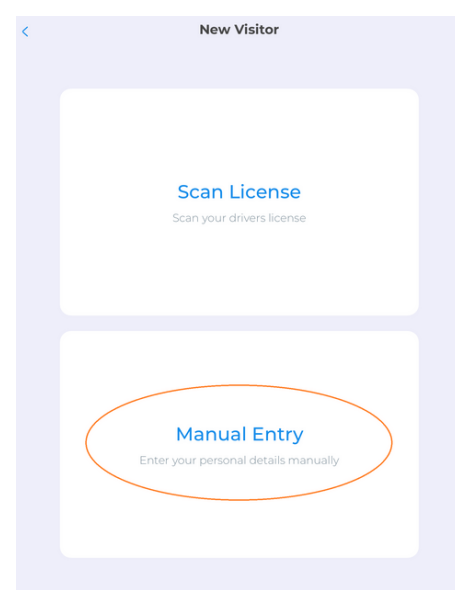 New Visitor
Scan License
Scan your drivers license
Manual Entry
Enter your personal details manually